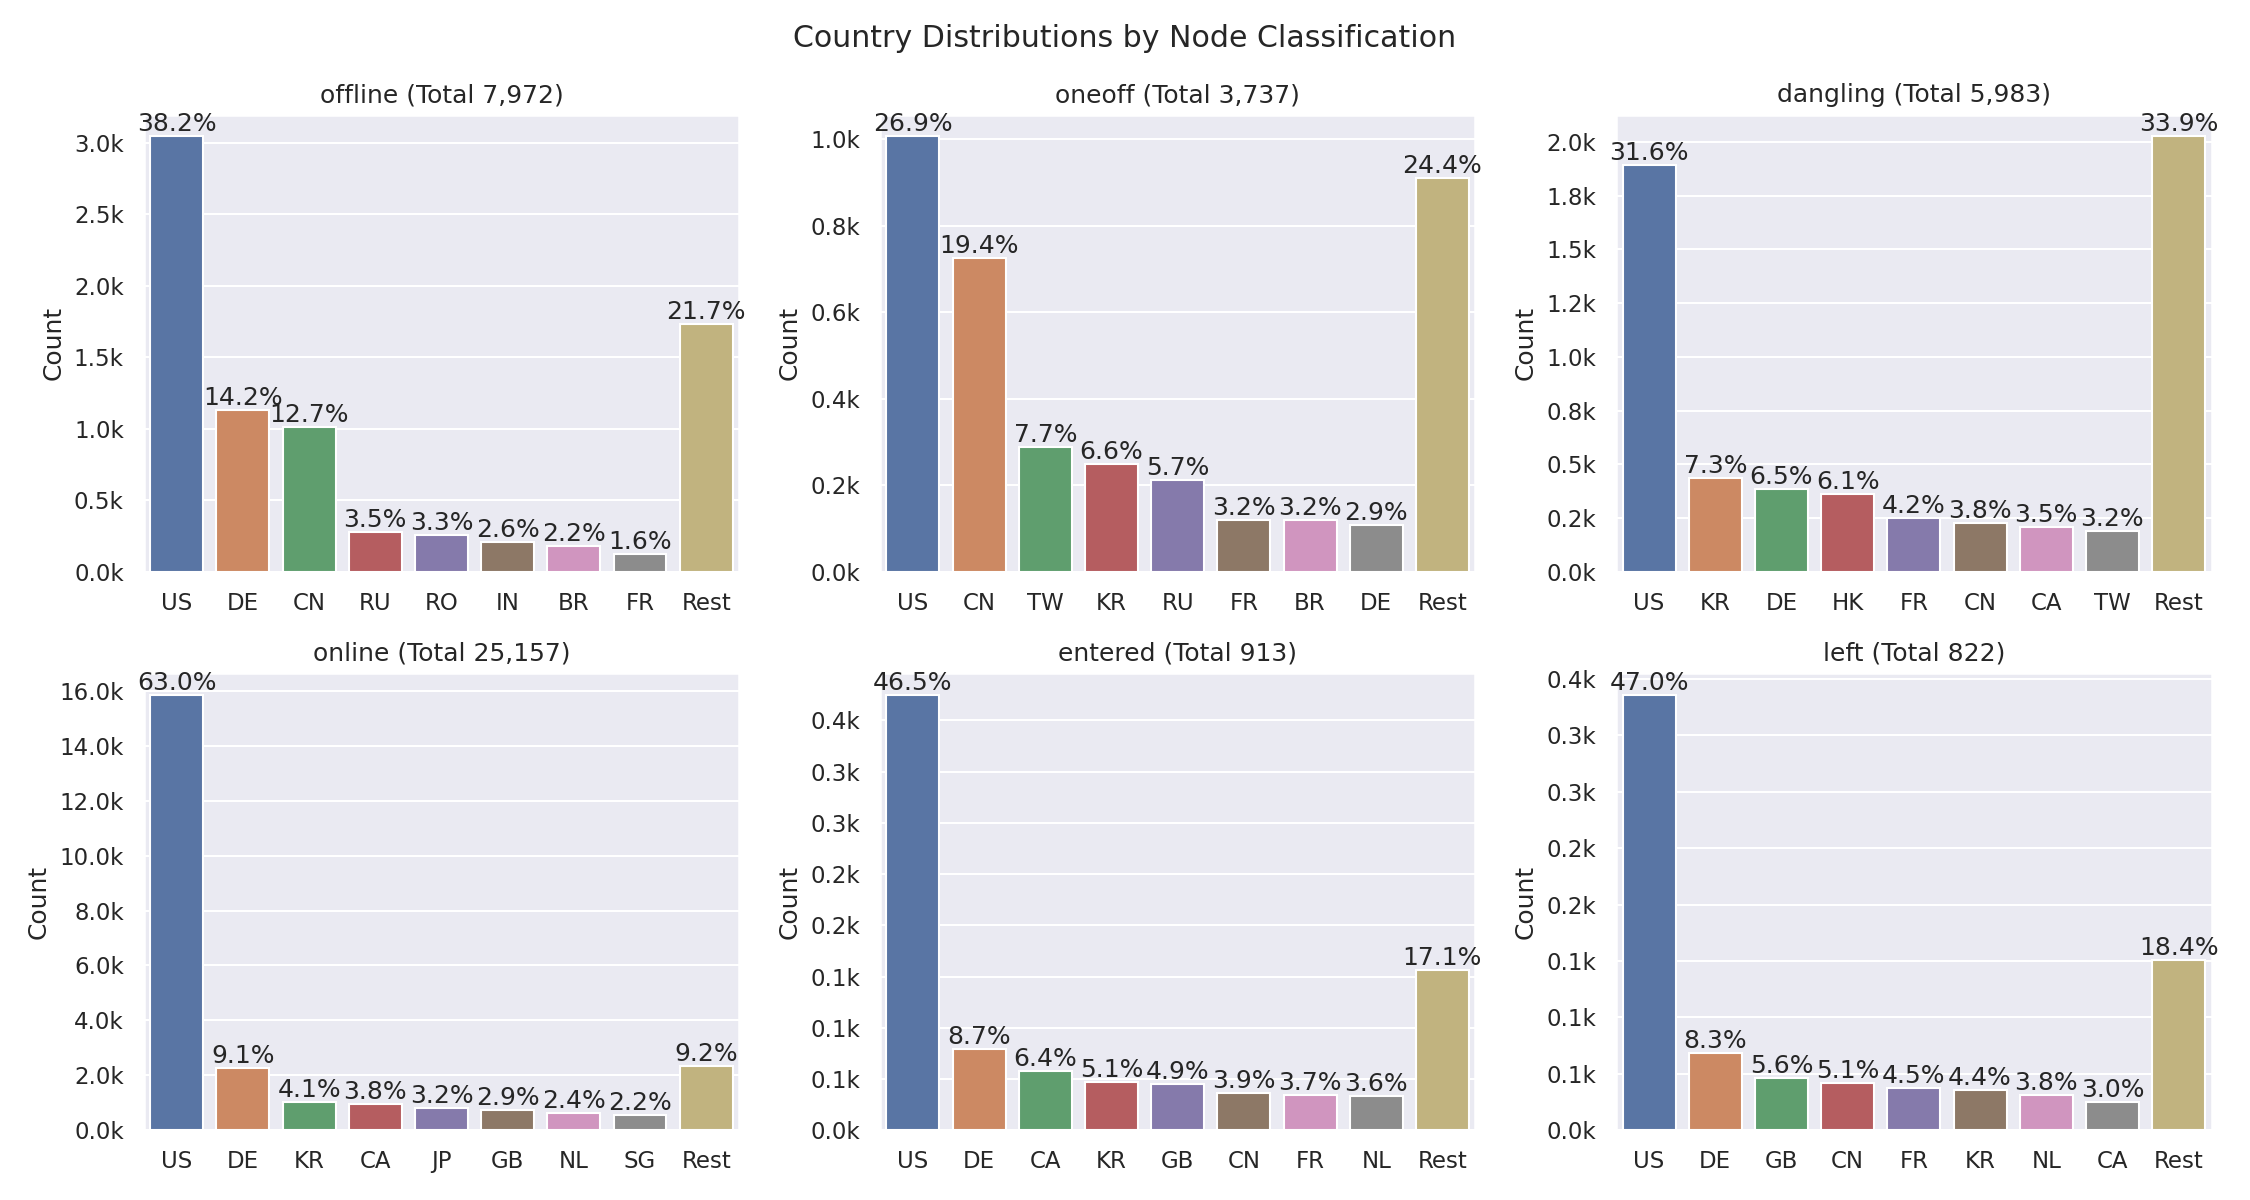 Country Distributions by Node Classification
offline (Total 7,972)
Count
3.0k
2.5k
2.0k
1.5k
1.0k
0.5k
0.0k
38.2%
14.2%
12.7%
3.5%
3.3%
2.6%
2.2%
1.6%
21.7%
US DE CN RU RO IN BR FR Rest
oneoff (Total 3,737)
Count
1.0k
0.8k
0.6k
0.4k
0.2k
0.0k
26.9%
19.4%
7.7%
6.6%
5.7%
3.2%
3.2%
2.9%
24.4%
US CN TW KR RU FR BR DE Rest
dangling (Total 5,983)
Count
2.0k
1.8k
1.5k
1.2k
1.0k
0.8k
0.5k
0.2k
0.0k
31.6%
7.3%
6.5%
6.1%
4.2%
3.8%
3.5%
3.2%
33.9%
US KR DE HK FR CN CA TW Rest
online (Total 25,157)
Count
16.0k
14.0k
12.0k
10.0k
8.0k
6.0k
4.0k
2.0k
0.0k
63.0%
9.1%
4.1%
3.8%
3.2%
2.9%
2.4%
2.2%
9.2%
US DE KR CA JP GB NL SG Rest
entered (Total 913)
Count
0.4k
0.3k
0.3k
0.2k
0.2k
0.1k
0.1k
0.1k
0.0k
46.5%
8.7%
6.4%
5.1%
4.9%
3.9%
3.7%
3.6%
17.1%
US DE CA KR GB CN FR NL Rest
left (Total 822)
Count
0.4k
0.3k
0.3k
0.2k
0.2k
0.1k
0.1k
0.1k
0.0k
47.0%
8.3%
5.6%
5.1%
4.5%
4.4%
3.8%
3.0%
18.4%
US DE GB CN FR KR NL CA Rest